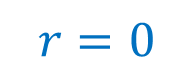 r = 0